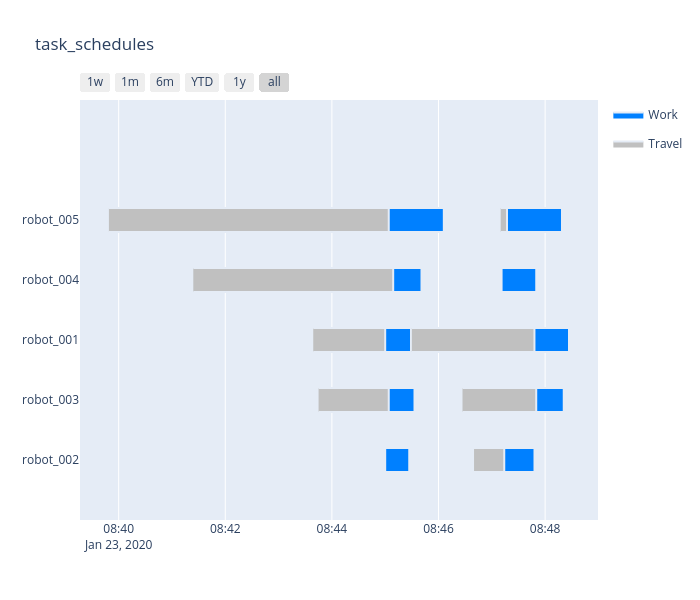 task_schedules
1w 1m 6m YTD 1y all
Work
Travel
robot_005
robot_004
robot_001
robot_003
robot_002
08:40 08:42 08:44 08:46 08:48
Jan 23, 2020